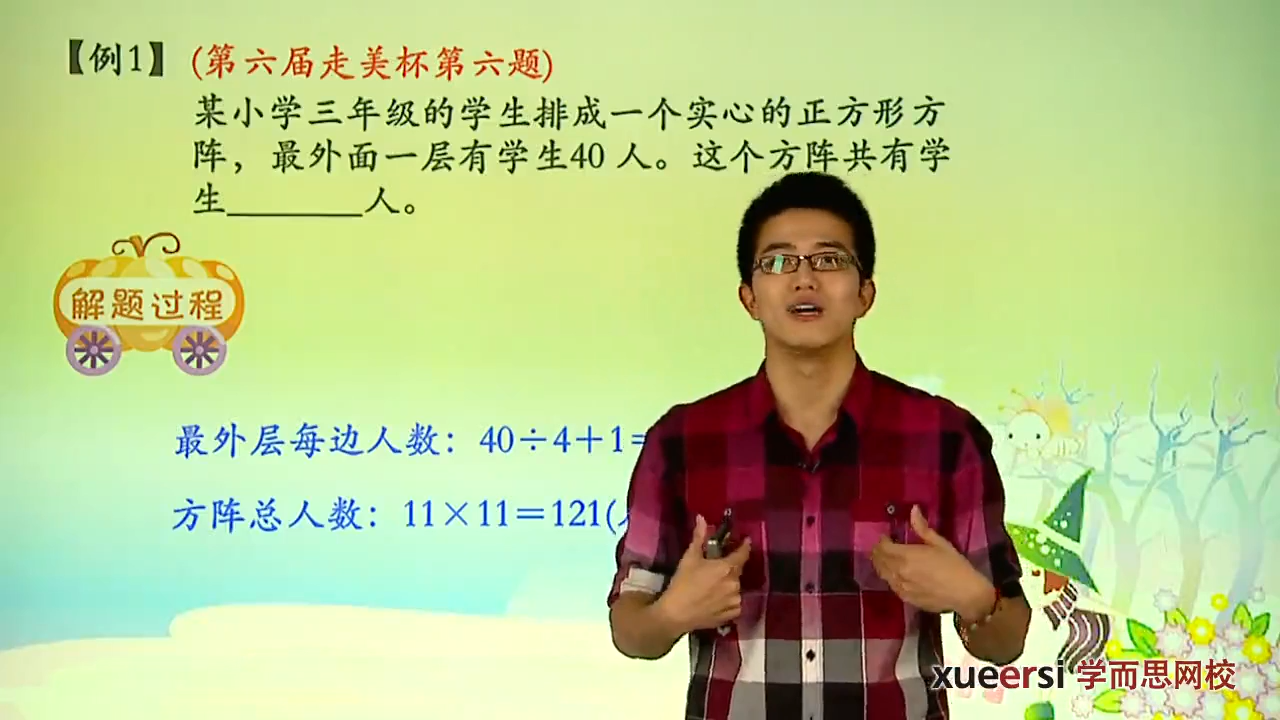 【例1】(第六届走美杯第六题)
某小学三年级的学生排成一个实心的正方形方
阵，最外面一层有学生40人。这个方阵共有学
生_______人。
解题过程
最外层每边人数：40÷4＋1=
方阵总人数：11×11＝121(
xueersi 学而思网校